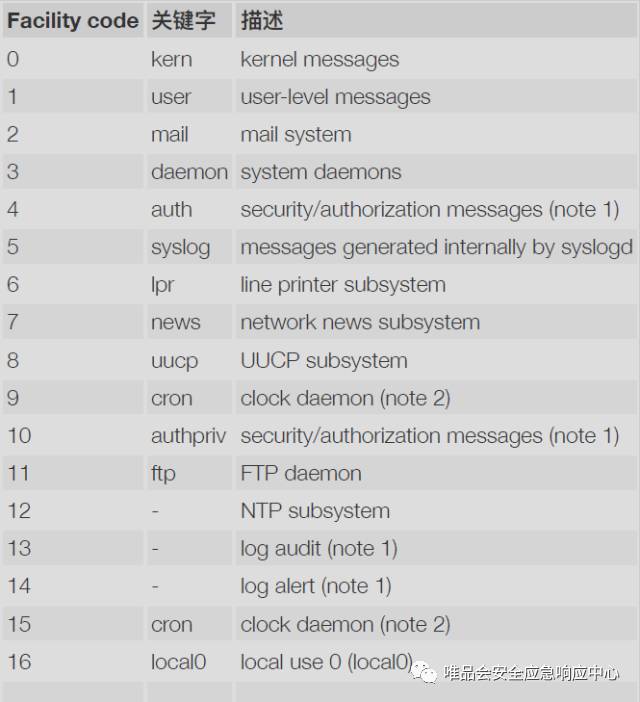 Facility code 关键字 描述
0 kern kernel messages
1 user user-level messages
2 mail mail system
3 daemon system daemons
4 auth security/authorization messages (note 1)
5 syslog messages generated internally by syslogd
6 lpr line printer subsystem
7 news network news subsystem
8 uucp UUCP subsystem
9 cron clock daemon (note 2)
10 authpriv security/authorization messages (note 1)
11 ftp FTP daemon
12 - NTP subsystem
13 - log audit (note 1)
14 - log alert (note 1)
15 cron clock daemon (note 2)
16 local0 local use 0 (local0)
唯品会安全应急响应中心